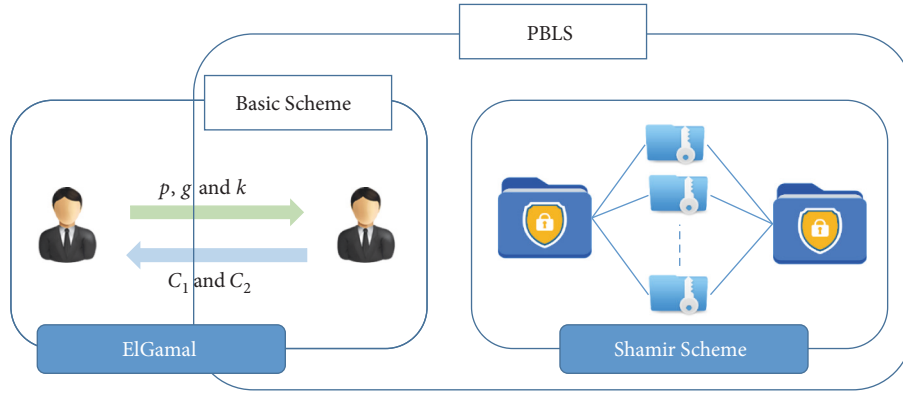 PBLS
Basic Scheme
p, g and k
C₁ and C₂
ElGamal
Shamir Scheme